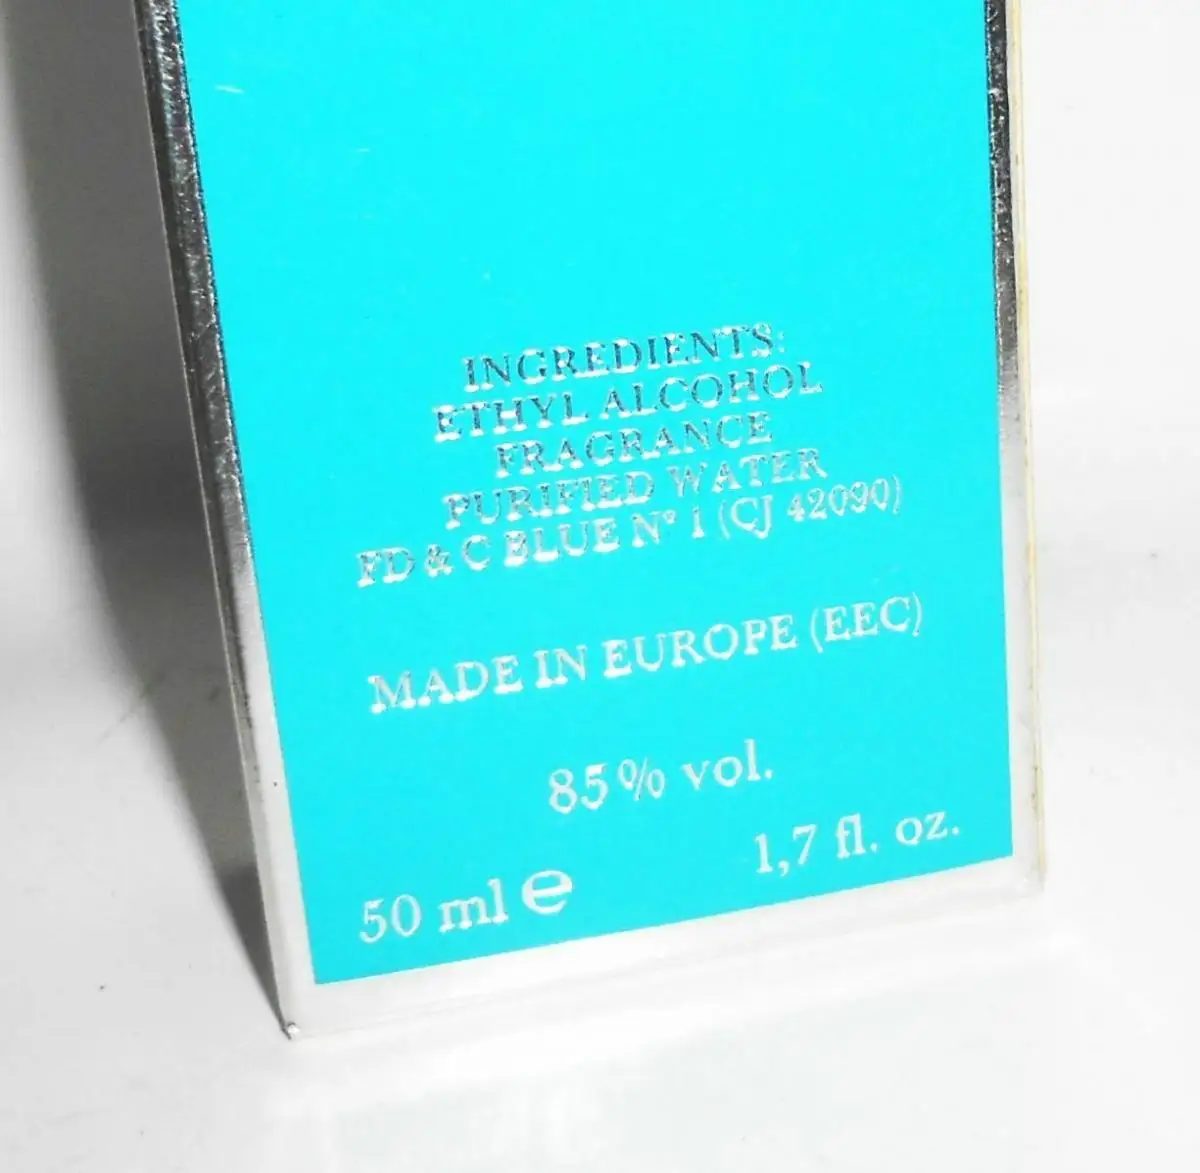 INGREDIENTS:
ETHYL ALCOHOL
FRAGRANCE
PURIFIED WATER
FD & C BLUE N° 1 (CJ 42090)
MADE IN EUROPE (EEC)
85% vol.
50 ml e 1,7 fl. oz.